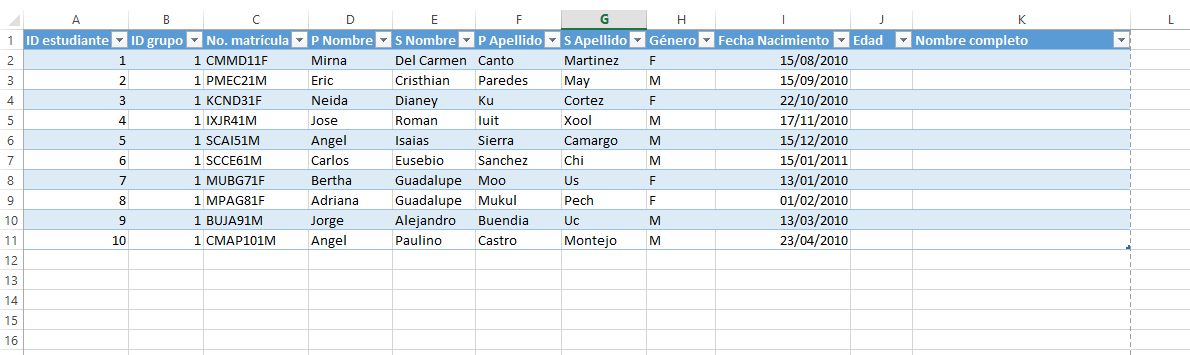 A B C D E F G H I J K L
1 ID estudiante ID grupo No. matrícula P Nombre S Nombre P Apellido S Apellido Género Fecha Nacimiento Edad Nombre completo
2 1 1 CMMD11F Mirna Del Carmen Canto Martinez F 15/08/2010
3 2 1 PMEC21M Eric Cristhian Paredes May M 15/09/2010
4 3 1 KCND31F Neida Dianey Ku Cortez F 22/10/2010
5 4 1 IXJR41M Jose Roman Iuit Xool M 17/11/2010
6 5 1 SCAI51M Angel Isaias Sierra Camargo M 15/12/2010
7 6 1 SCCE61M Carlos Eusebio Sanchez Chi M 15/01/2011
8 7 1 MUBG71F Bertha Guadalupe Moo Us F 13/01/2010
9 8 1 MPAG81F Adriana Guadalupe Mukul Pech F 01/02/2010
10 9 1 BUJA91M Jorge Alejandro Buendia Uc M 13/03/2010
11 10 1 CMAP101M Angel Paulino Castro Montejo M 23/04/2010
12
13
14
15
16